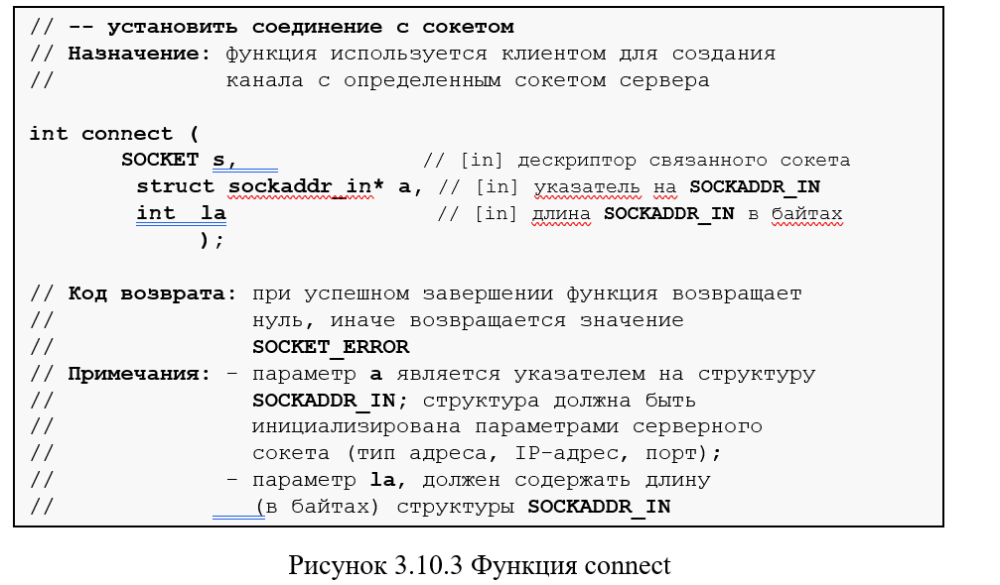 // -- установить соединение с сокетом
// Назначение: функция используется клиентом для создания
// канала с определенным сокетом сервера
int connect (
SOCKET s, // [in] дескриптор связанного сокета
struct sockaddr_in* a, // [in] указатель на SOCKADDR_IN
int la // [in] длина SOCKADDR_IN в байтах
);
// Код возврата: при успешном завершении функция возвращает
// нуль, иначе возвращается значение
// SOCKET_ERROR
// Примечания: - параметр a является указателем на структуру
// SOCKADDR_IN; структура должна быть
// инициализирована параметрами серверного
// сокета (тип адреса, IP-адрес, порт);
// - параметр la, должен содержать длину
// (в байтах) структуры SOCKADDR_IN
Рисунок 3.10.3 Функция connect